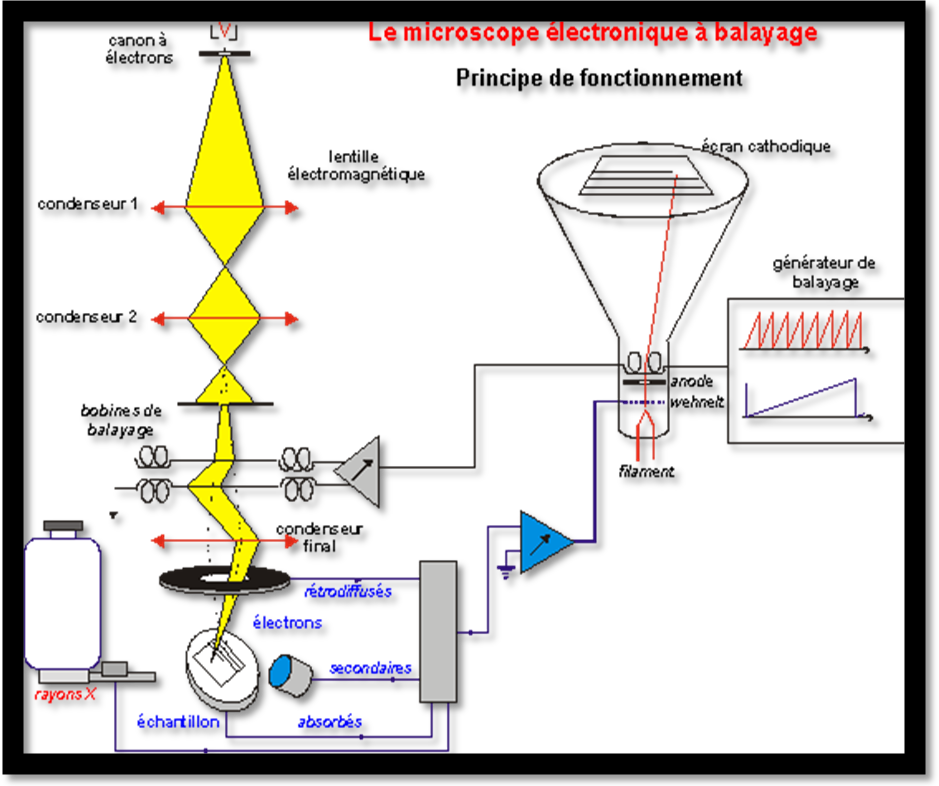 Le microscope électronique à balayage
Principe de fonctionnement
canon à
électrons
lentille
électromagnétique
écran cathodique
condenseur 1
générateur de
balayage
condenseur 2
anode
wehnelt
bobines de
balayage
filament
condenseur
final
rétrodiffusés
électrons
secondaires
rayons X
échantillon
absorbés